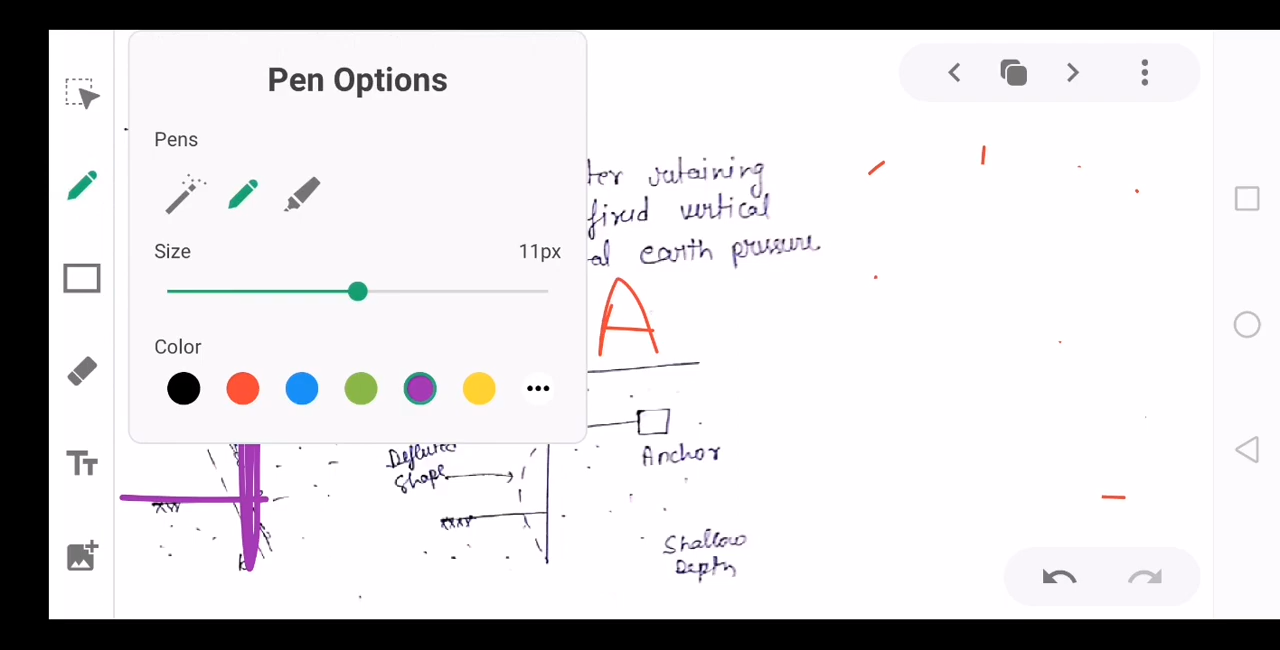 Pen Options
Pens
Size 11px
Color
ter retaining
fixed vertical
al earth pressure
A
Deflected
Shape
Anchor
Shallow
Depth